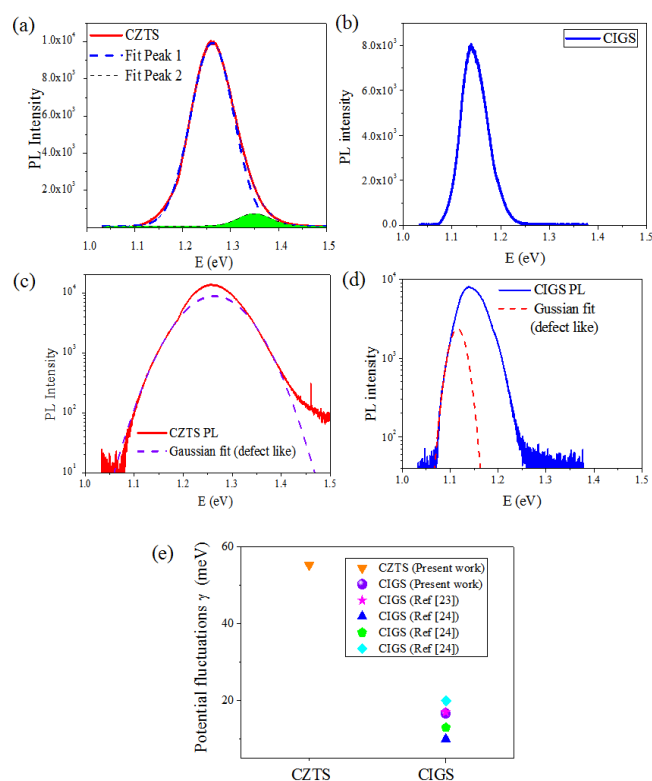 (a)
CZTS
Fit Peak 1
Fit Peak 2
1.0x10⁴
8.0x10³
6.0x10³
4.0x10³
2.0x10³
0.0
PL Intensity
1.0 1.1 1.2 1.3 1.4 1.5
E (eV)
(b)
CIGS
8.0x10³
6.0x10³
4.0x10³
2.0x10³
0.0
PL intensity
1.0 1.1 1.2 1.3 1.4 1.5
E (eV)
(c)
10⁴
10³
10²
10¹
PL Intensity
CZTS PL
Gaussian fit (defect like)
1.0 1.1 1.2 1.3 1.4 1.5
E (eV)
(d)
10⁴
10³
10²
PL intensity
CIGS PL
Gussian fit
(defect like)
1.0 1.1 1.2 1.3 1.4 1.5
E (eV)
(e)
60
40
20
Potential fluctuations γ (meV)
CZTS (Present work)
CIGS (Present work)
CIGS (Ref [23])
CIGS (Ref [24])
CIGS (Ref [24])
CIGS (Ref [24])
CZTS CIGS